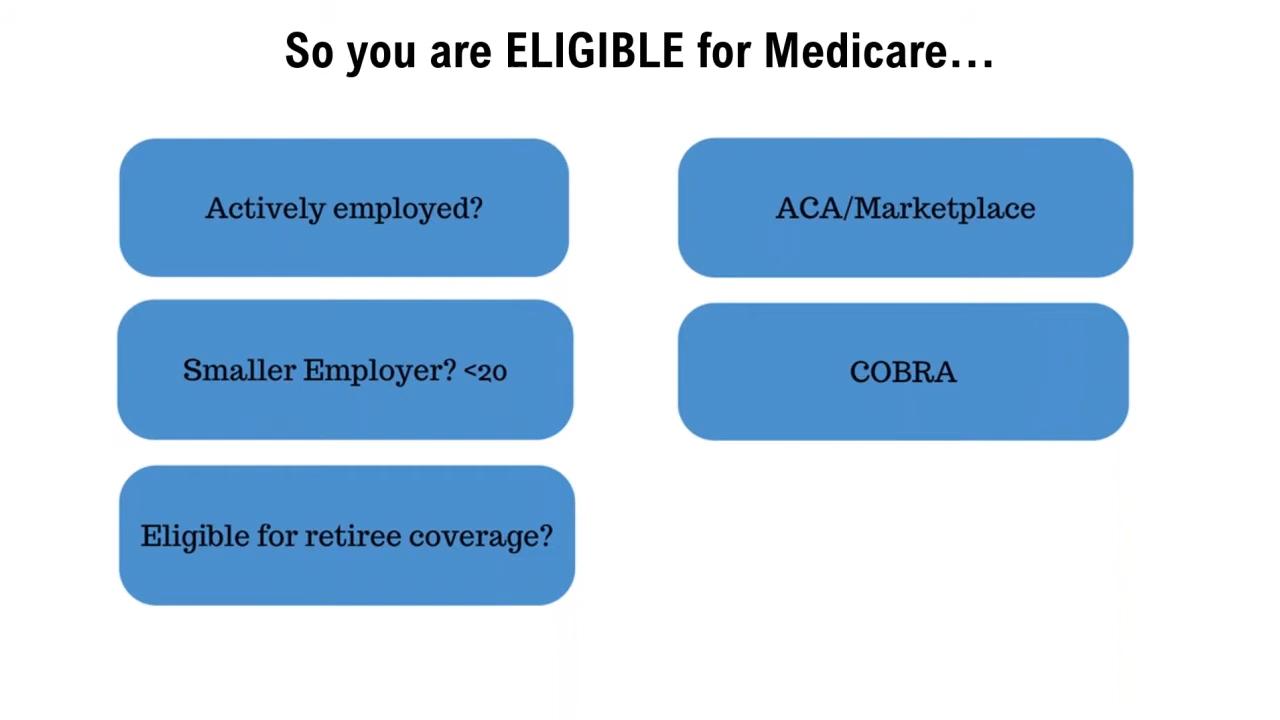 So you are ELIGIBLE for Medicare...
Actively employed?
Smaller Employer? <20
Eligible for retiree coverage?
ACA/Marketplace
COBRA